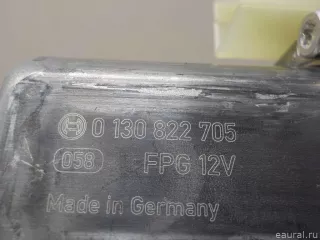 0 130 822 705
058 FPG 12V
Made in Germany
eaural.ru